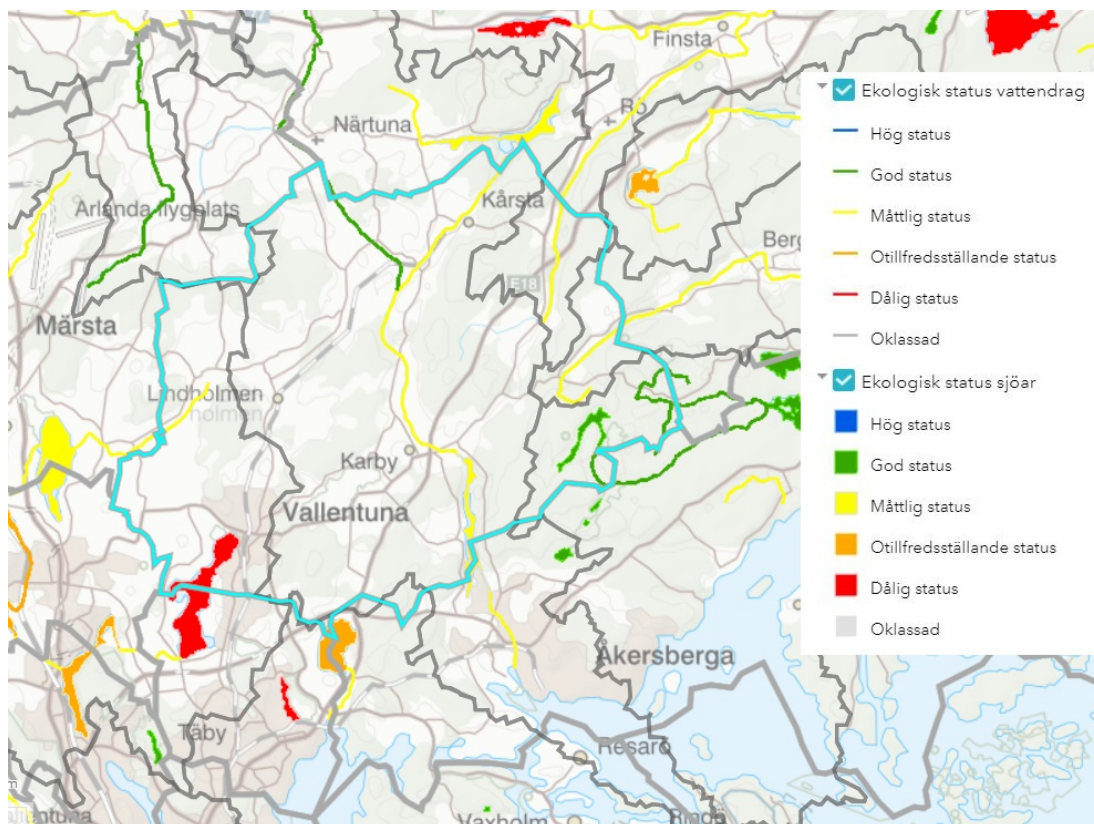 Finsta
Rö
Närtuna
Arlanda flygplats
Kårsta
Berg
E18
Märsta
Lindholmen
holmen
Karby
Vallentuna
Åkersberga
Täby
Resarö
Vaxholm
Ekologisk status vattendrag
Hög status
God status
Måttlig status
Otillfredsställande status
Dålig status
Oklassad
Ekologisk status sjöar
Hög status
God status
Måttlig status
Otillfredsställande status
Dålig status
Oklassad